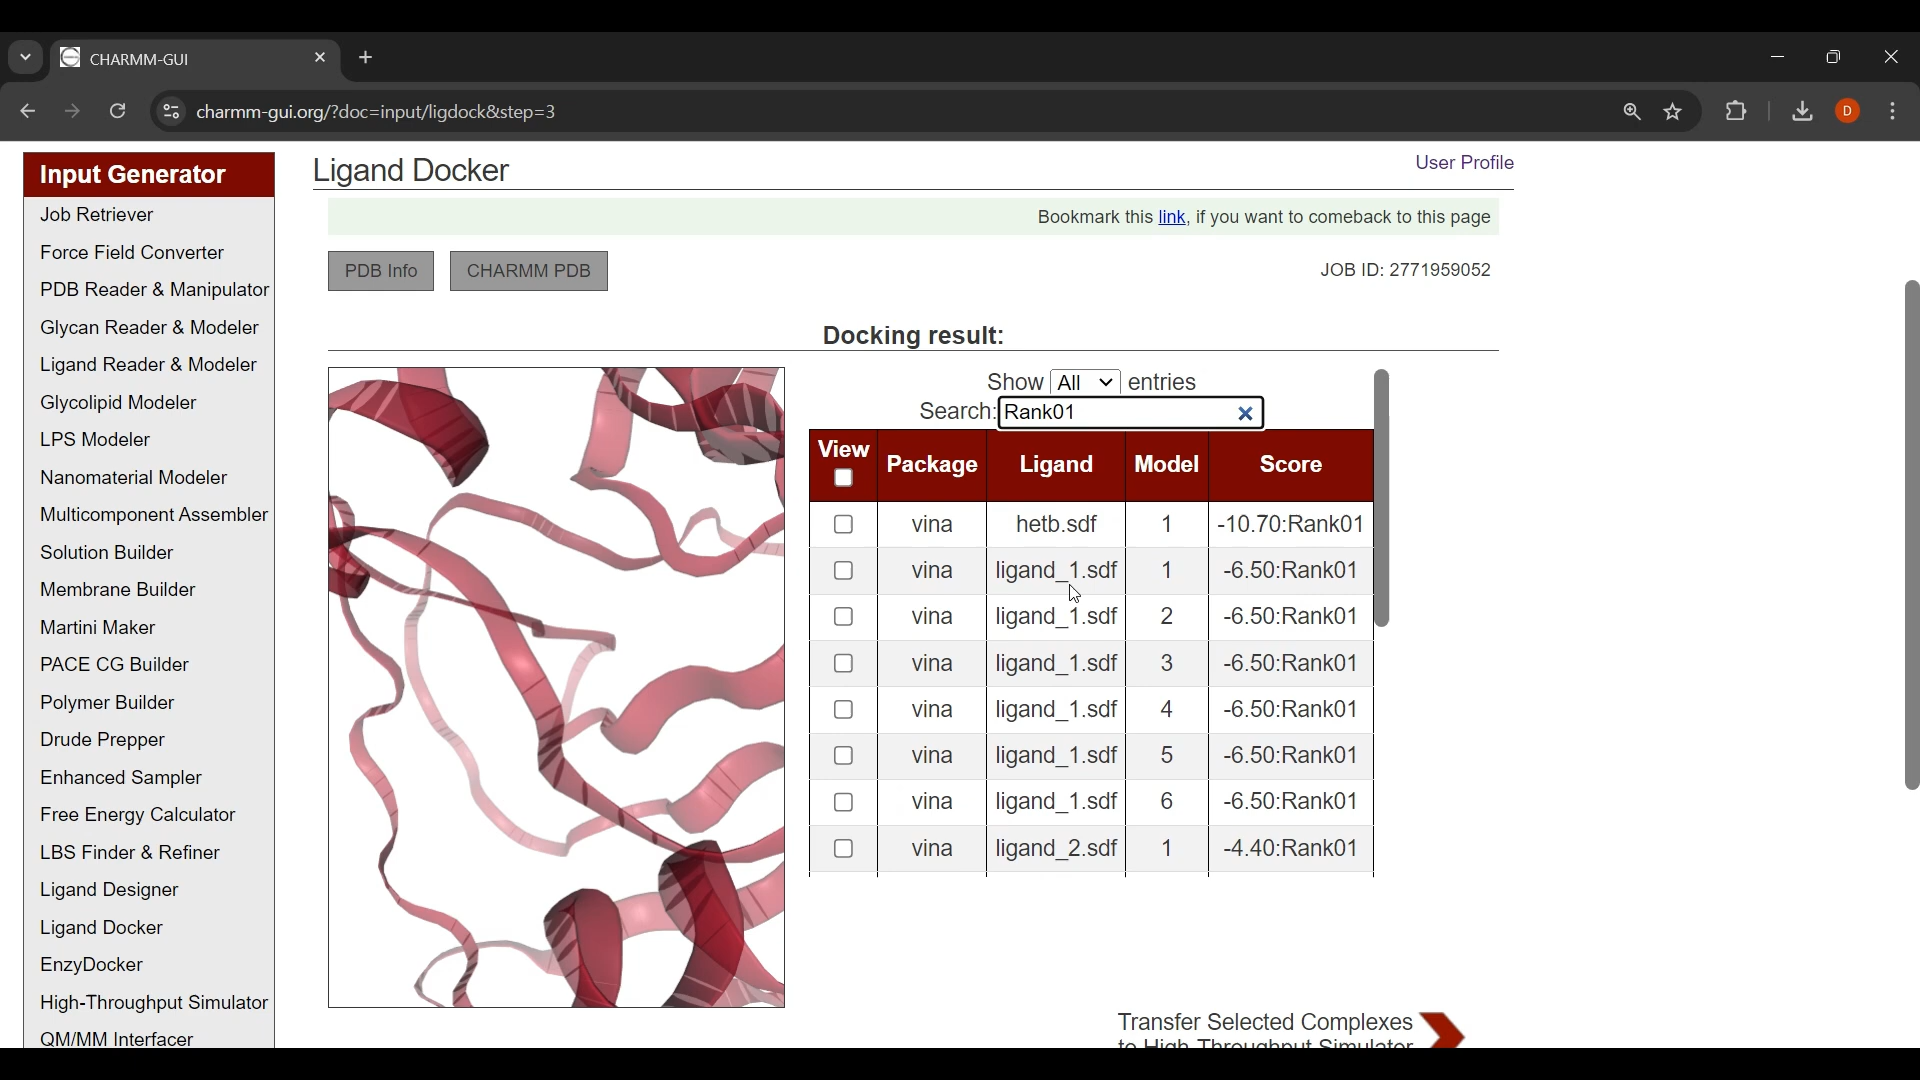 CHARMM-GUI
charmm-gui.org/?doc=input/ligdock&step=3
D
Input Generator
Job Retriever
Force Field Converter
PDB Reader & Manipulator
Glycan Reader & Modeler
Ligand Reader & Modeler
Glycolipid Modeler
LPS Modeler
Nanomaterial Modeler
Multicomponent Assembler
Solution Builder
Membrane Builder
Martini Maker
PACE CG Builder
Polymer Builder
Drude Prepper
Enhanced Sampler
Free Energy Calculator
LBS Finder & Refiner
Ligand Designer
Ligand Docker
EnzyDocker
High-Throughput Simulator
QM/MM Interfacer
Ligand Docker
User Profile
Bookmark this link, if you want to comeback to this page
PDB Info CHARMM PDB JOB ID: 2771959052
Docking result:
Show All entries
Search: Rank01
View Package Ligand Model Score
vina hetb.sdf 1 -10.70:Rank01
vina ligand_1.sdf 1 -6.50:Rank01
vina ligand_1.sdf 2 -6.50:Rank01
vina ligand_1.sdf 3 -6.50:Rank01
vina ligand_1.sdf 4 -6.50:Rank01
vina ligand_1.sdf 5 -6.50:Rank01
vina ligand_1.sdf 6 -6.50:Rank01
vina ligand_2.sdf 1 -4.40:Rank01
Transfer Selected Complexes
to High Throughput Simulator